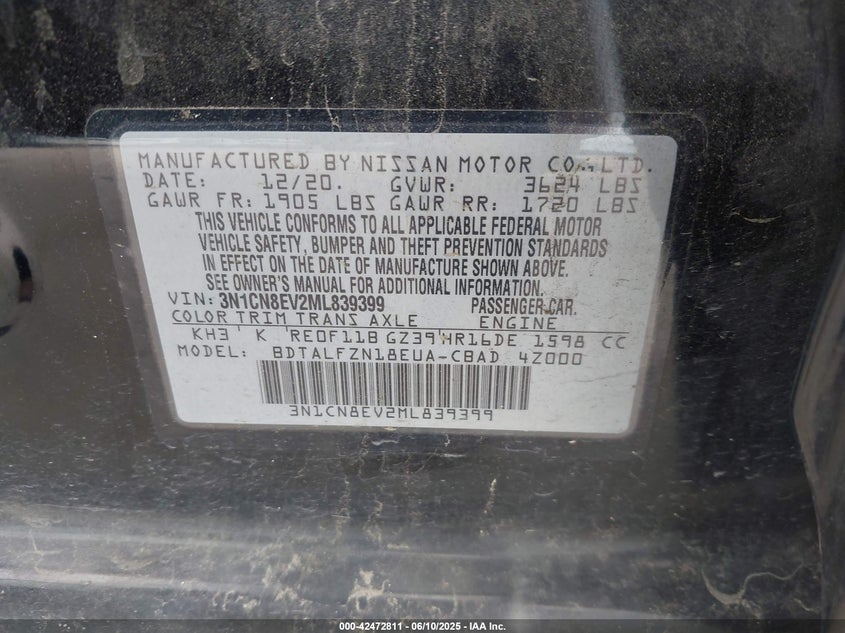 MANUFACTURED BY NISSAN MOTOR CO., LTD.
DATE: 12/20. GVWR: 3624 LBS
GAWR FR: 1905 LBS GAWR RR: 1720 LBS
THIS VEHICLE CONFORMS TO ALL APPLICABLE FEDERAL MOTOR
VEHICLE SAFETY, BUMPER AND THEFT PREVENTION STANDARDS
IN EFFECT ON THE DATE OF MANUFACTURE SHOWN ABOVE.
SEE OWNER'S MANUAL FOR ADDITIONAL INFORMATION.
VIN: 3N1CN8EV2ML839399 PASSENGER CAR.
COLOR TRIM TRANS AXLE ENGINE
KH3 K RE0F11B GZ39 HR16DE 1598 CC
MODEL: BDTALFZN18EUA-CBAD 4Z000
3N1CN8EV2ML839399
000-42472811 - 06/10/2025 - IAA Inc.